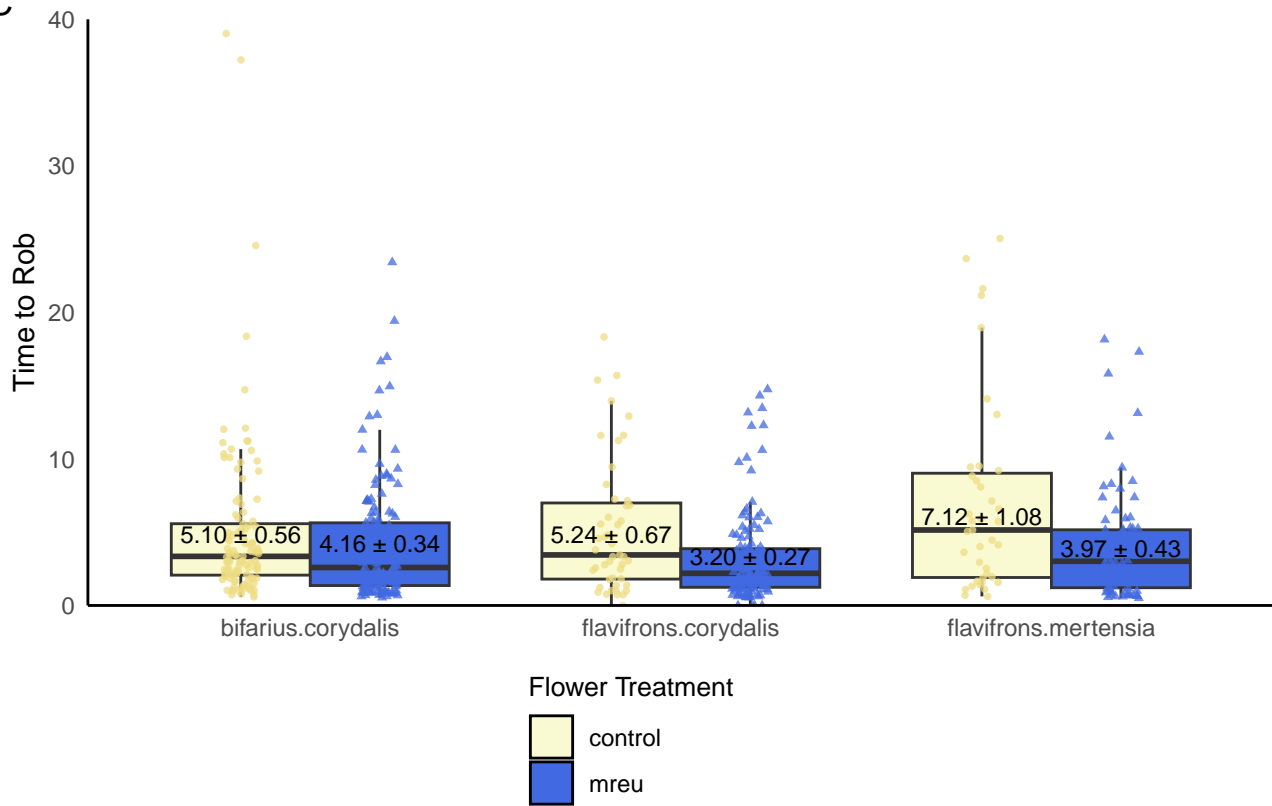 40
30
20
10
0
Time to Rob
5.10 ± 0.56
4.16 ± 0.34
5.24 ± 0.67
3.20 ± 0.27
7.12 ± 1.08
3.97 ± 0.43
bifarius.corydalis
flavifrons.corydalis
flavifrons.mertensia
Flower Treatment
control
mreu